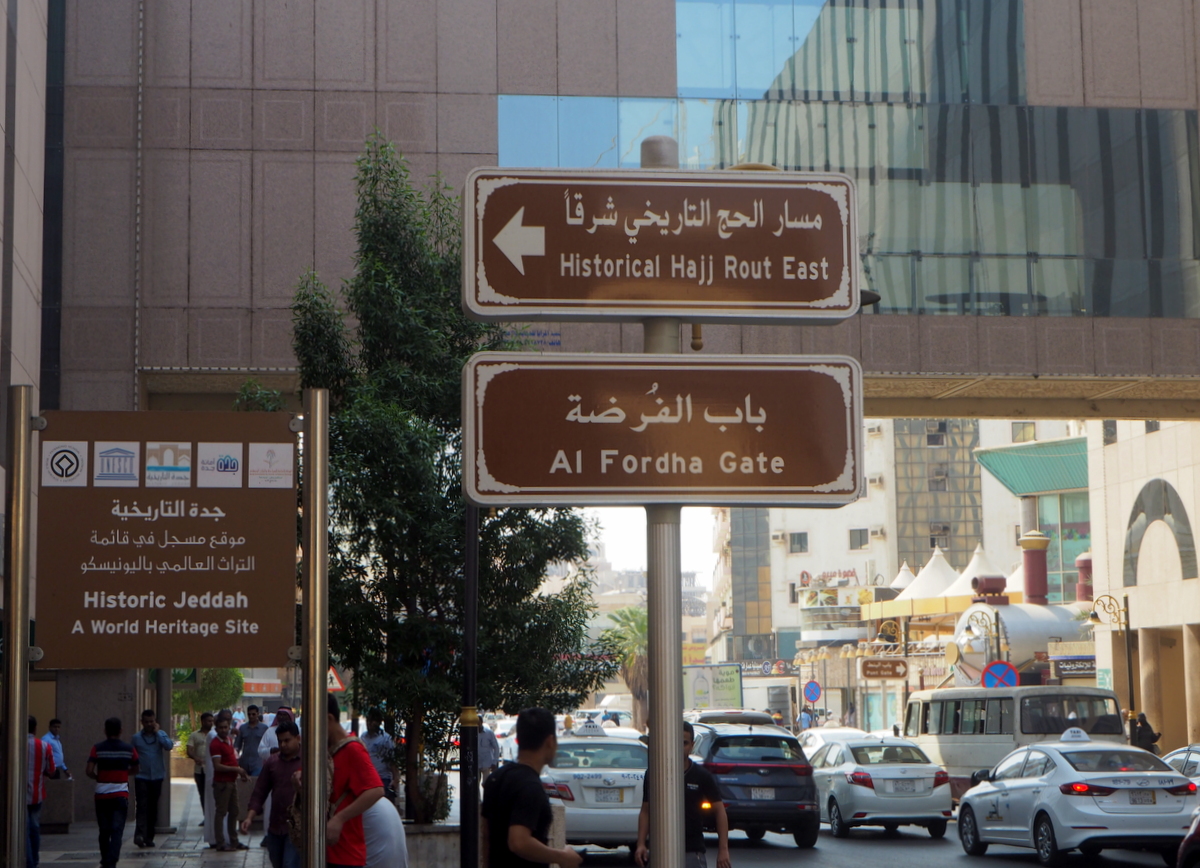 مسار الحج التاريخي شرقاً
Historical Hajj Rout East
باب الفُرضة
Al Fordha Gate
جدة التاريخية
موقع مسجل في قائمة
التراث العالمي باليونيسكو
Historic Jeddah
A World Heritage Site